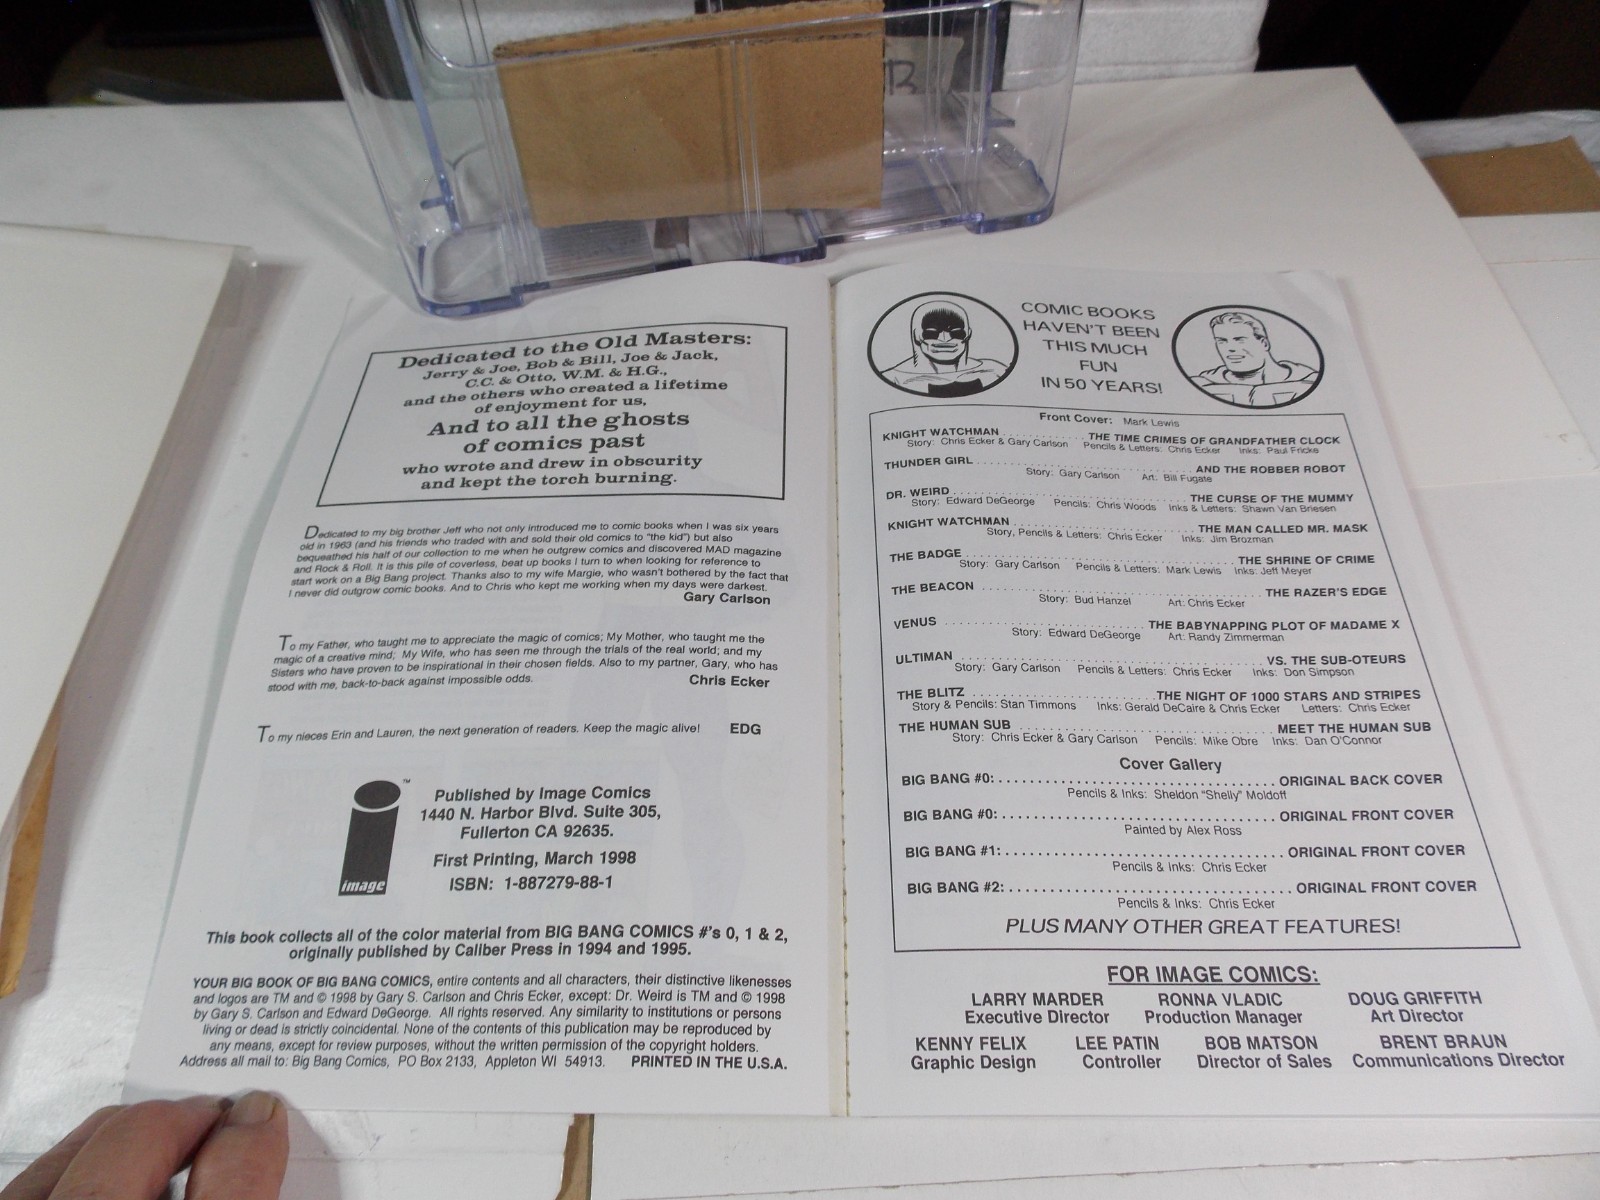 Dedicated to the Old Masters:
Jerry & Joe, Bob & Bill, Joe & Jack,
C.C. & Otto, W.M. & H.G.,
and the others who created a lifetime
of enjoyment for us,
And to all the ghosts
of comics past
who wrote and drew in obscurity
and kept the torch burning.
Dedicated to my big brother Jeff who not only introduced me to comic books when I was six years
old in 1963 (and his friends who traded with and sold their old comics to "the kid") but also
bequeathed his half of our collection to me when he outgrew comics and discovered MAD magazine
and Rock & Roll. It is this pile of coverless, beat up books I turn to when looking for reference to
start work on a Big Bang project. Thanks also to my wife Margie, who wasn't bothered by the fact that
I never did outgrow comic books. And to Chris who kept me working when my days were darkest.
Gary Carlson
To my Father, who taught me to appreciate the magic of comics; My Mother, who taught me the
magic of a creative mind; My Wife, who has seen me through the trials of the real world; and my
Sisters who have proven to be inspirational in their chosen fields. Also to my partner, Gary, who has
stood with me, back-to-back against impossible odds.
Chris Ecker
To my nieces Erin and Lauren, the next generation of readers. Keep the magic alive! EDG
TM
image
Published by Image Comics
1440 N. Harbor Blvd. Suite 305,
Fullerton CA 92635.
First Printing, March 1998
ISBN: 1-887279-88-1
This book collects all of the color material from BIG BANG COMICS #'s 0, 1 & 2,
originally published by Caliber Press in 1994 and 1995.
YOUR BIG BOOK OF BIG BANG COMICS, entire contents and all characters, their distinctive likenesses
and logos are TM and © 1998 by Gary S. Carlson and Chris Ecker, except: Dr. Weird is TM and © 1998
by Gary S. Carlson and Edward DeGeorge. All rights reserved. Any similarity to institutions or persons
living or dead is strictly coincidental. None of the contents of this publication may be reproduced by
any means, except for review purposes, without the written permission of the copyright holders.
Address all mail to: Big Bang Comics, PO Box 2133, Appleton WI 54913. PRINTED IN THE U.S.A.
COMIC BOOKS
HAVEN'T BEEN
THIS MUCH
FUN
IN 50 YEARS!
Front Cover: Mark Lewis
KNIGHT WATCHMAN . . . . . . . . . . . . THE TIME CRIMES OF GRANDFATHER CLOCK
Story: Chris Ecker & Gary Carlson Pencils & Letters: Chris Ecker Inks: Paul Fricke
THUNDER GIRL . . . . . . . . . . . . AND THE ROBBER ROBOT
Story: Gary Carlson Art: Bill Fugate
DR. WEIRD . . . . . . . . . . . . THE CURSE OF THE MUMMY
Story: Edward DeGeorge Pencils: Chris Woods Inks & Letters: Shawn Van Briesen
KNIGHT WATCHMAN . . . . . . . . . . . . THE MAN CALLED MR. MASK
Story, Pencils & Letters: Chris Ecker Inks: Jim Brozman
THE BADGE . . . . . . . . . . . . THE SHRINE OF CRIME
Story: Gary Carlson Pencils & Letters: Mark Lewis Inks: Jeff Meyer
THE BEACON . . . . . . . . . . . . THE RAZER'S EDGE
Story: Bud Hanzel Art: Chris Ecker
VENUS . . . . . . . . . . . . THE BABYNAPPING PLOT OF MADAME X
Story: Edward DeGeorge Art: Randy Zimmerman
ULTIMAN . . . . . . . . . . . . VS. THE SUB-OTEURS
Story: Gary Carlson Pencils & Letters: Chris Ecker Inks: Don Simpson
THE BLITZ . . . . . . . . . . . . THE NIGHT OF 1000 STARS AND STRIPES
Story & Pencils: Stan Timmons Inks: Gerald DeCaire & Chris Ecker Letters: Chris Ecker
THE HUMAN SUB . . . . . . . . . . . . MEET THE HUMAN SUB
Story: Chris Ecker & Gary Carlson Pencils: Mike Obre Inks: Dan O'Connor
Cover Gallery
BIG BANG #0: . . . . . . . . . . . . ORIGINAL BACK COVER
Pencils & Inks: Sheldon "Shelly" Moldoff
BIG BANG #0: . . . . . . . . . . . . ORIGINAL FRONT COVER
Painted by Alex Ross
BIG BANG #1: . . . . . . . . . . . . ORIGINAL FRONT COVER
Pencils & Inks: Chris Ecker
BIG BANG #2: . . . . . . . . . . . . ORIGINAL FRONT COVER
Pencils & Inks: Chris Ecker
PLUS MANY OTHER GREAT FEATURES!
FOR IMAGE COMICS:
LARRY MARDER RONNA VLADIC DOUG GRIFFITH
Executive Director Production Manager Art Director
KENNY FELIX LEE PATIN BOB MATSON BRENT BRAUN
Graphic Design Controller Director of Sales Communications Director